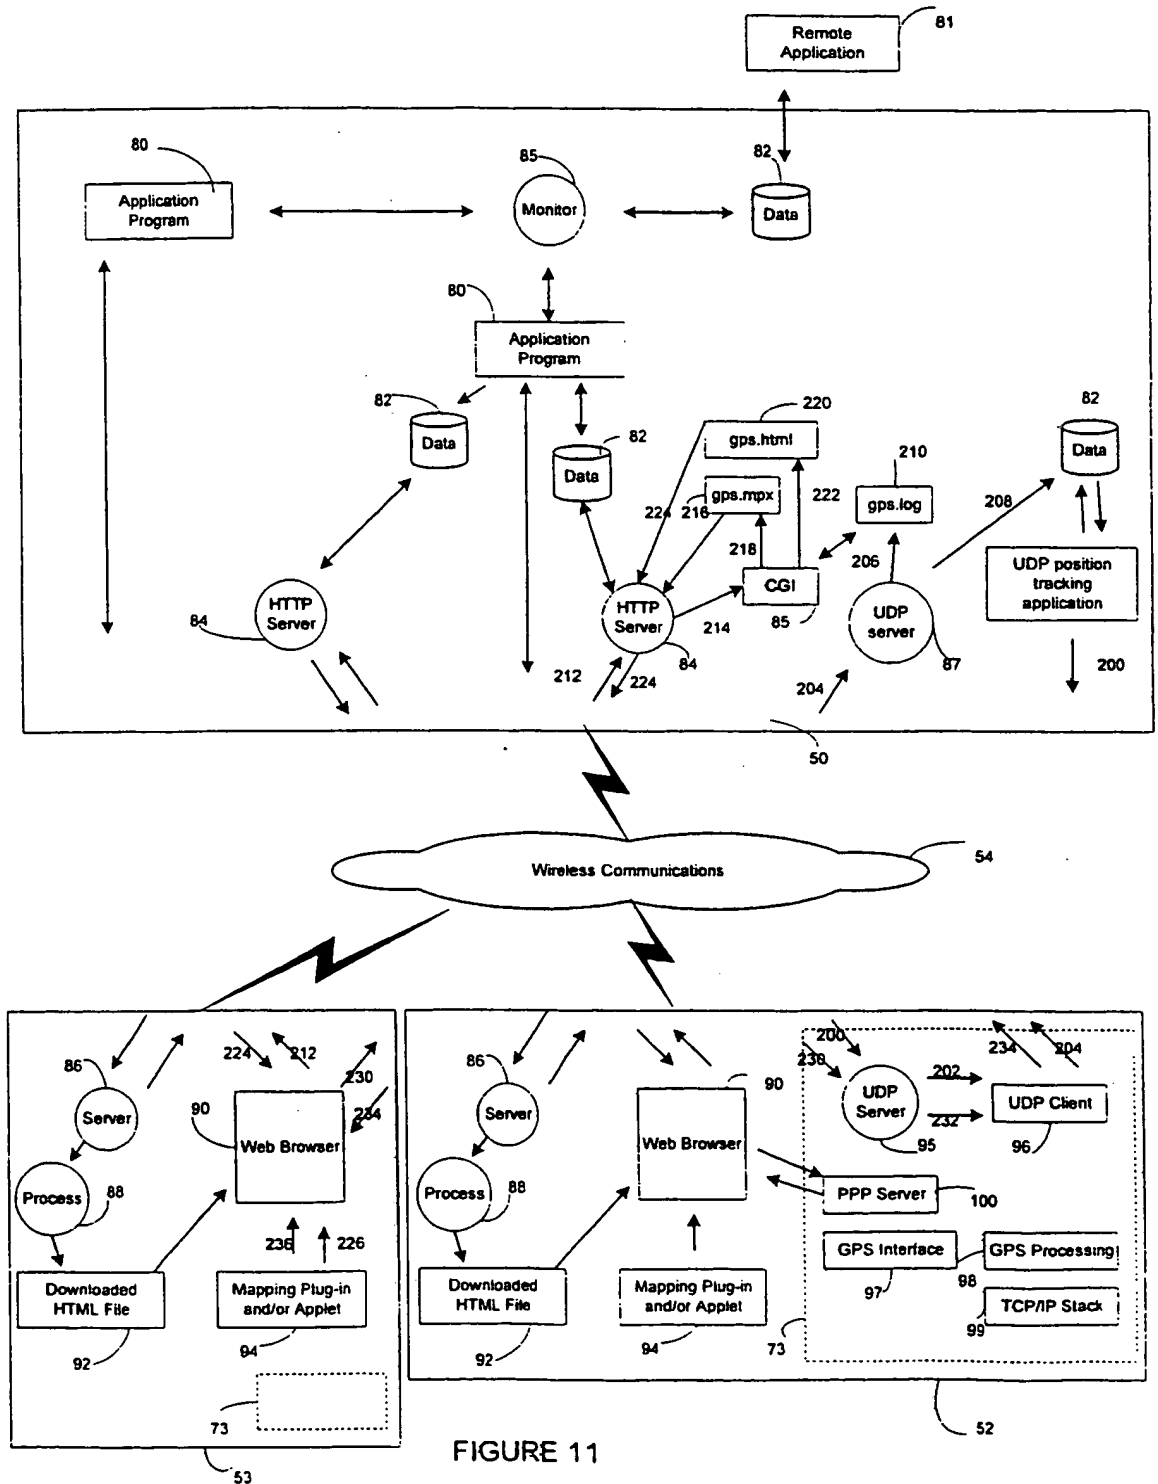 81
Remote
Application
80
85
82
Application
Program
Monitor
Data
80
Application
Program
82
Data
82
Data
220
gps.html
216
gps.mpx
224
222
218
210
gps.log
82
Data
208
206
HTTP
Server
84
HTTP
Server
84
214
CGI
85
UDP
server
87
UDP position
tracking
application
200
212
224
204
50
Wireless Communications
54
86
Server
224
212
230
234
90
Web Browser
Process
88
236
226
Downloaded
HTML File
92
Mapping Plug-in
and/or Applet
94
73
53
86
Server
90
Web Browser
Process
88
Downloaded
HTML File
92
Mapping Plug-in
and/or Applet
94
200
230
UDP
Server
95
202
232
234
204
UDP Client
96
PPP Server
100
GPS Interface
97
98
GPS Processing
99
TCP/IP Stack
73
52
FIGURE 11